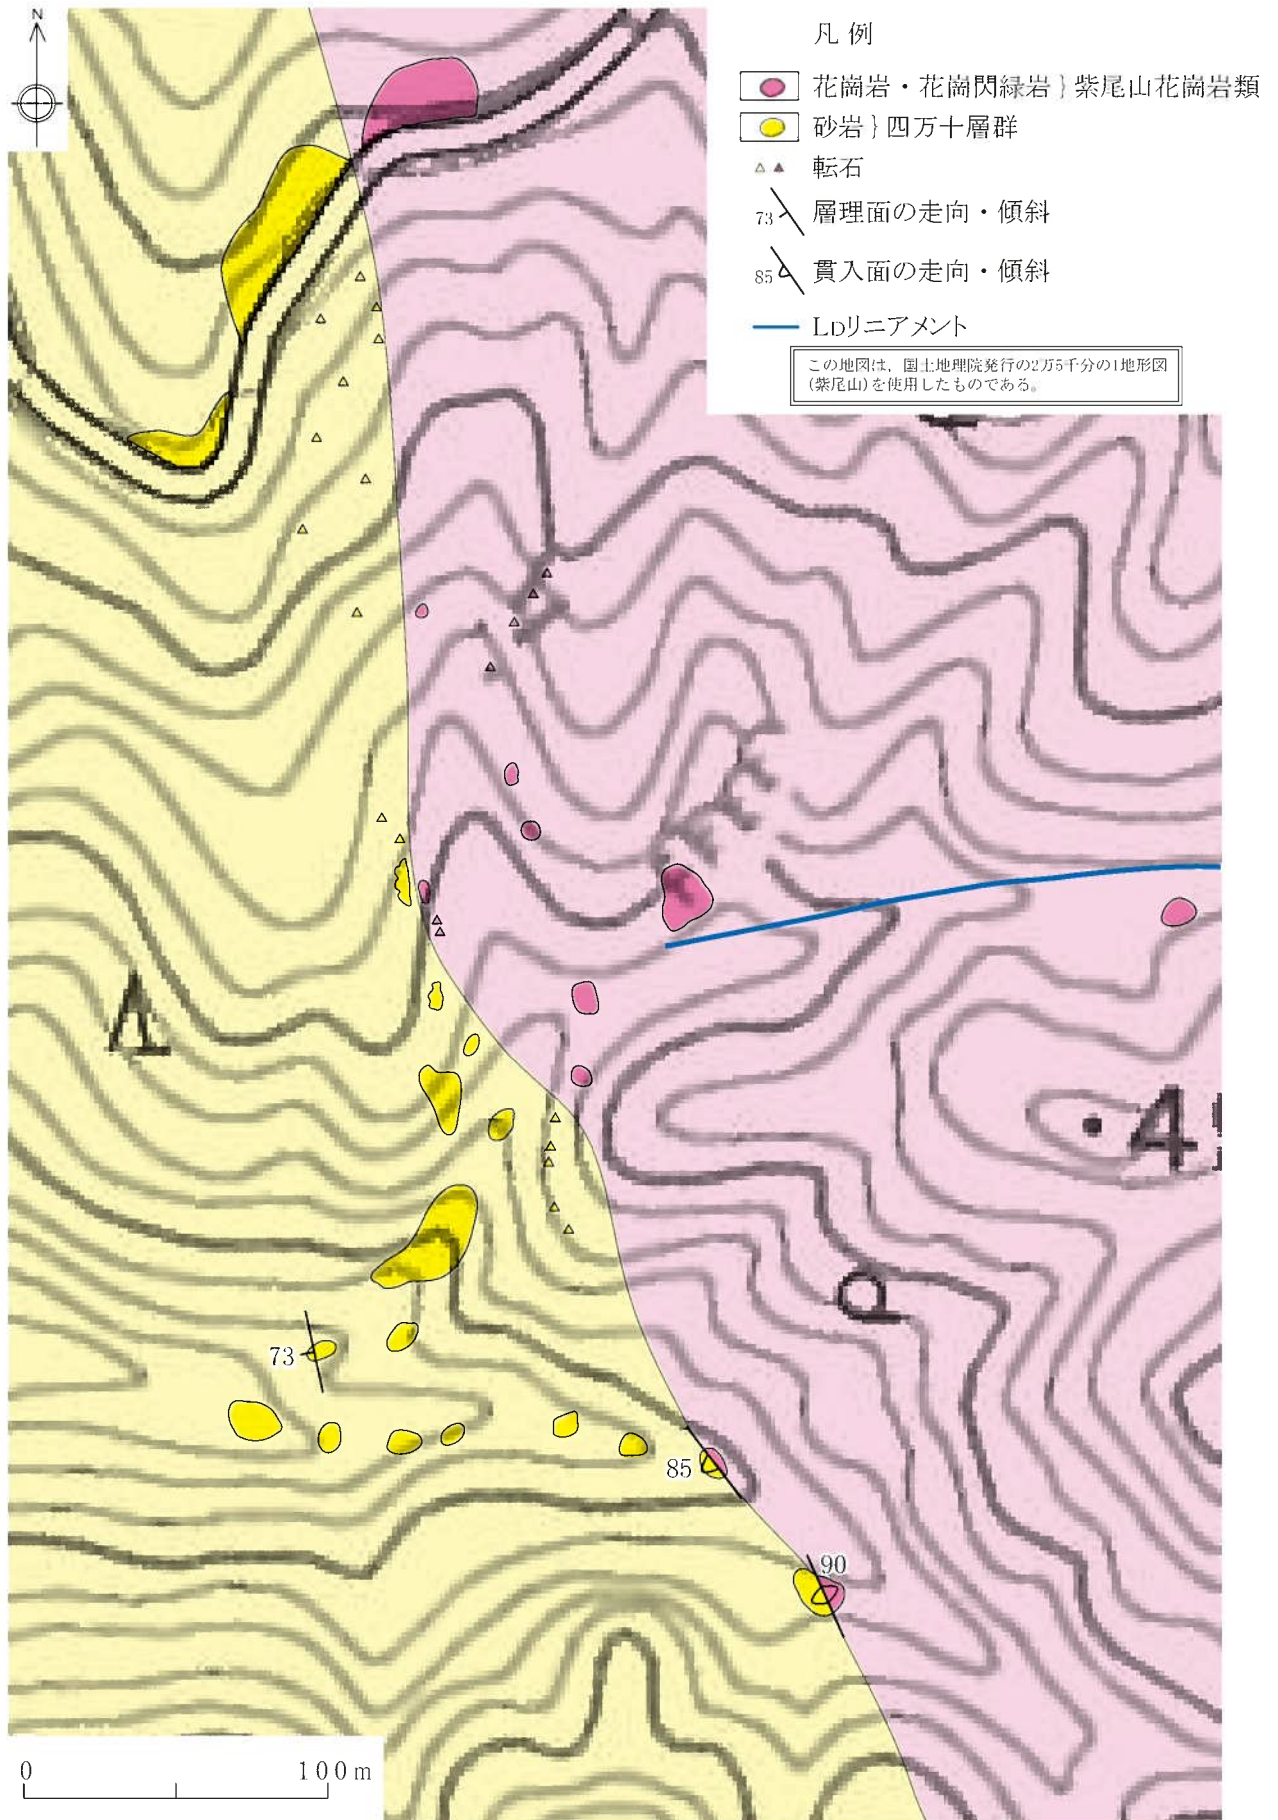 N
凡 例
花崗岩・花崗閃緑岩｝紫尾山花崗岩類
砂岩｝四万十層群
転石
73 層理面の走向・傾斜
85 貫入面の走向・傾斜
LDリニアメント
この地図は，国土地理院発行の2万5千分の1地形図
(紫尾山)を使用したものである。
・4
73
85
90
0 100m